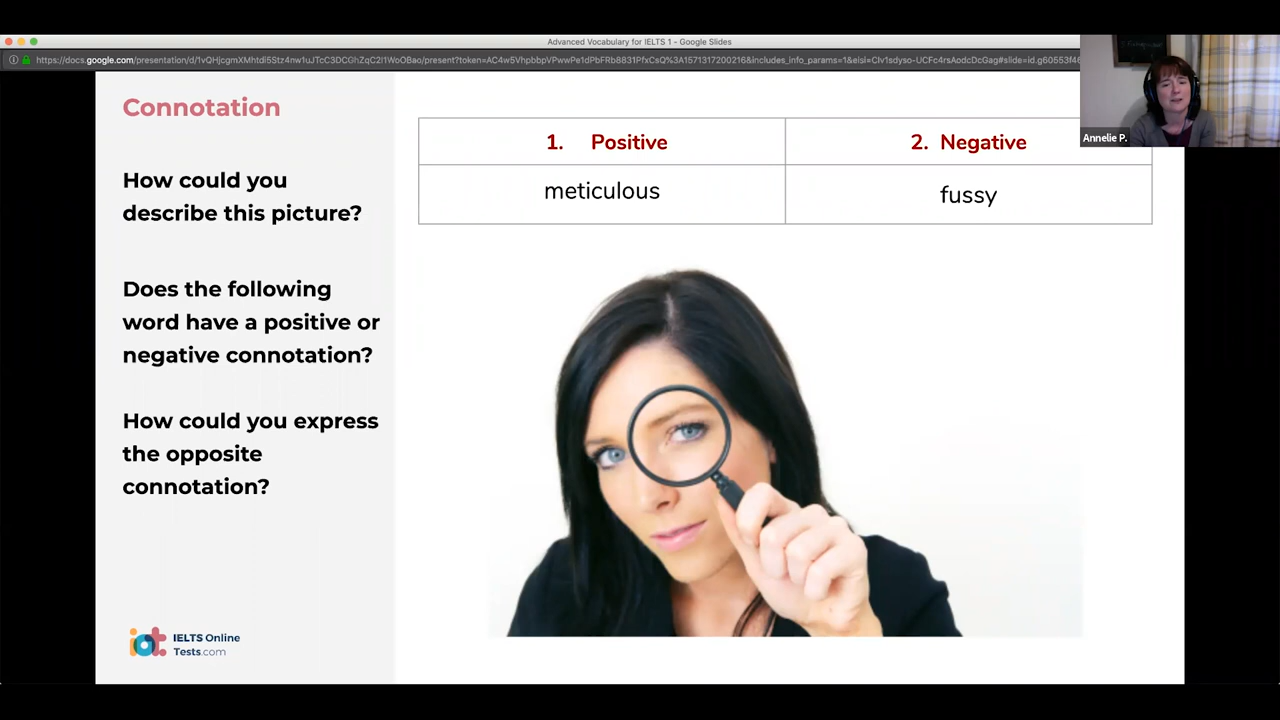 Advanced Vocabulary for IELTS 1 - Google Slides
Annelie P.
Connotation
How could you
describe this picture?
Does the following
word have a positive or
negative connotation?
How could you express
the opposite
connotation?
1. Positive
2. Negative
meticulous
fussy
iot
IELTS Online
Tests.com